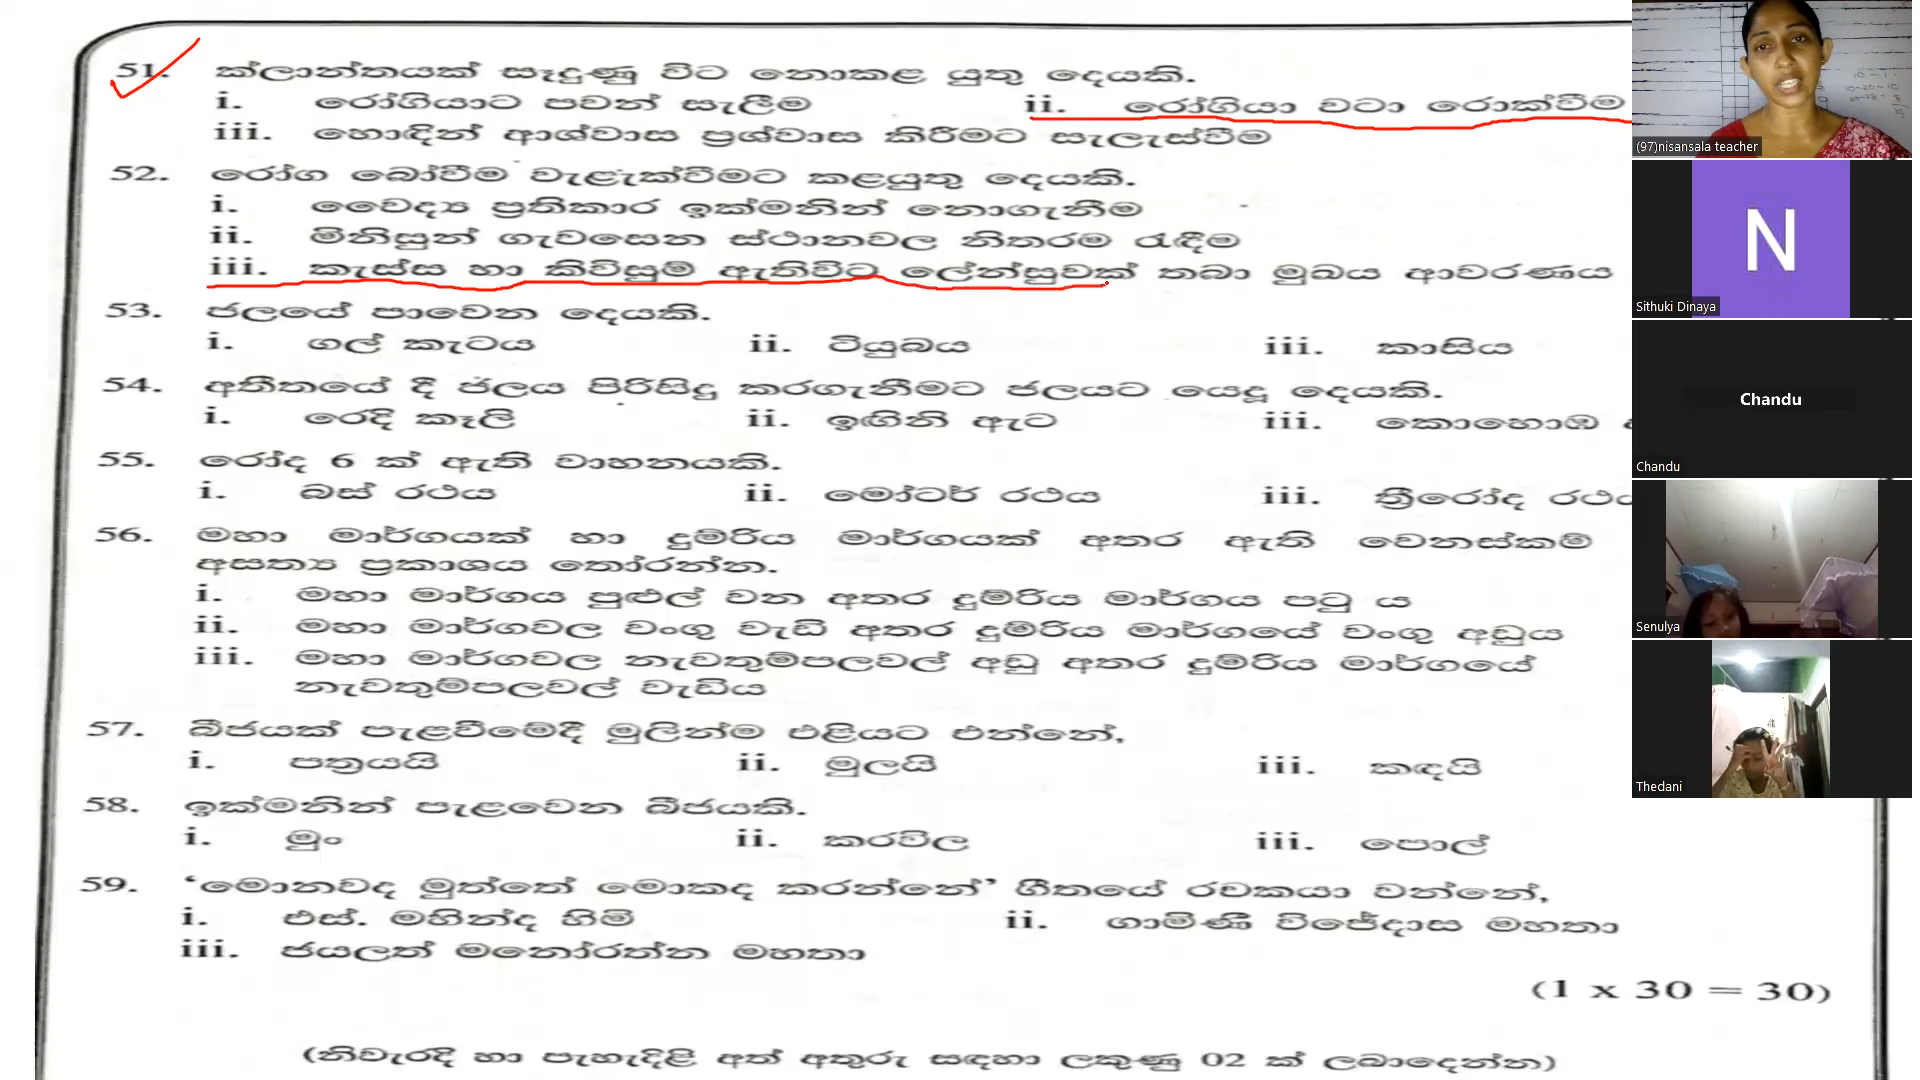 51. ක්ලාන්තයක් සෑදුණු විට නොකළ යුතු දෙයකි.
i. රෝගියාට පවන් සැලීම ii. රෝගියා වටා රොක්වීම
iii. හොඳින් ආශ්වාස ප්‍රශ්වාස කිරීමට සැලැස්වීම
52. රෝග බෝවීම වැළැක්වීමට කළයුතු දෙයකි.
i. වෛද්‍ය ප්‍රතිකාර ඉක්මනින් නොගැනීම
ii. මිනිසුන් ගැවසෙන ස්ථානවල නිතරම රැඳීම
iii. කැස්ස හා කිවිසුම් ඇතිවිට ලේන්සුවක් තබා මුඛය ආවරණය
53. ජලයේ පාවෙන දෙයකි.
i. ගල් කැටය ii. ටියුබය iii. කාසිය
54. අතීතයේ දී ජලය පිරිසිදු කරගැනීමට ජලයට යෙදූ දෙයකි.
i. රෙදි කෑලි ii. ඉඟිනි ඇට iii. කොහොඹ
55. රෝද 6 ක් ඇති වාහනයකි.
i. බස් රථය ii. මෝටර් රථය iii. ත්‍රීරෝද රථය
56. මහා මාර්ගයක් හා දුම්රිය මාර්ගයක් අතර ඇති වෙනස්කම්
අසත්‍ය ප්‍රකාශය තෝරන්න.
i. මහා මාර්ගය පුළුල් වන අතර දුම්රිය මාර්ගය පටු ය
ii. මහා මාර්ගවල වංගු වැඩි අතර දුම්රිය මාර්ගයේ වංගු අඩුය
iii. මහා මාර්ගවල නැවතුම්පලවල් අඩු අතර දුම්රිය මාර්ගයේ
නැවතුම්පලවල් වැඩිය
57. බීජයක් පැළවීමේදී මුලින්ම එළියට එන්නේ,
i. පත්‍රයයි ii. මුලයි iii. කඳයි
58. ඉක්මනින් පැළවෙන බීජයකි.
i. මුං ii. කරවිල iii. පොල්
59. ‘මොනවද මුත්තේ මොකද කරන්නේ’ ගීතයේ රචකයා වන්නේ,
i. එස්. මහින්ද හිමි ii. ගාමිණී විජේදාස මහතා
iii. ජයලත් මනෝරත්න මහතා
(1 x 30 = 30)
(නිවැරදි හා පැහැදිළි අත් අකුරු සඳහා ලකුණු 02 ක් ලබාදෙන්න)
(97)nisansala teacher
N
Sithuki Dinaya
Chandu
Chandu
Senulya
Thedani